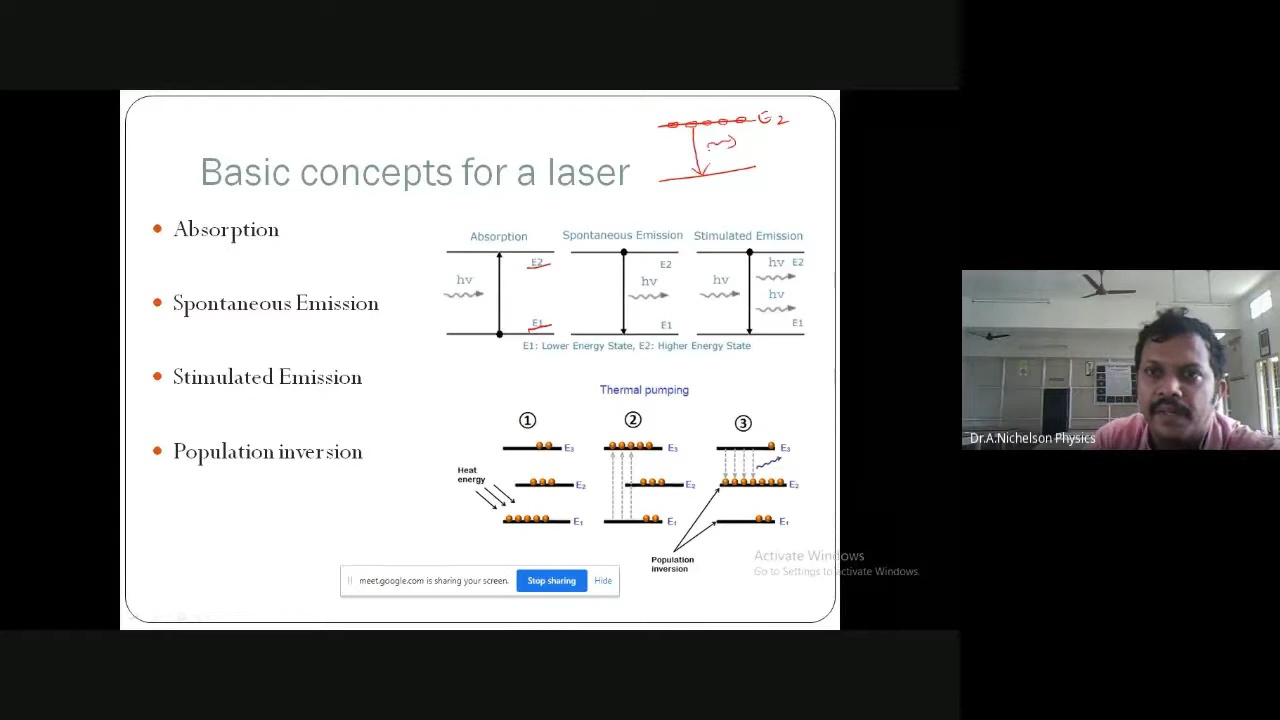 E2
Basic concepts for a laser
• Absorption
• Spontaneous Emission
• Stimulated Emission
• Population inversion
Absorption
E2
hν
E1
Spontaneous Emission
E2
hν
E1
Stimulated Emission
hν E2
hν
hν
E1
E1: Lower Energy State, E2: Higher Energy State
Thermal pumping
① ② ③
E3 E3 E3
Heat
energy
E2 E2 E2
E1 E1 E1
Population
inversion
meet.google.com is sharing your screen. Stop sharing Hide
Activate Windows
Go to Settings to activate Windows.
Dr.A.Nichelson Physics